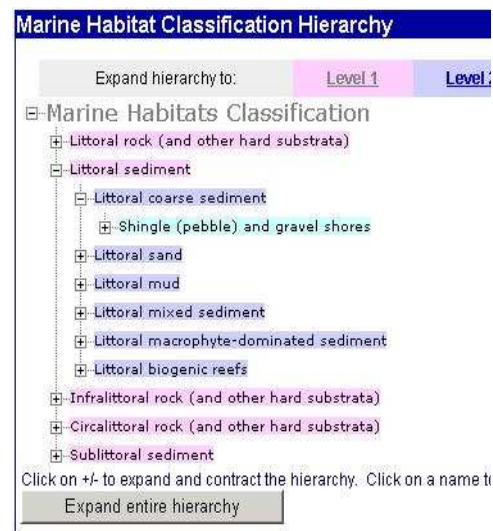 Marine Habitat Classification Hierarchy
Expand hierarchy to: Level 1 Level 2
Marine Habitats Classification
Littoral rock (and other hard substrata)
Littoral sediment
Littoral coarse sediment
Shingle (pebble) and gravel shores
Littoral sand
Littoral mud
Littoral mixed sediment
Littoral macrophyte-dominated sediment
Littoral biogenic reefs
Infralittoral rock (and other hard substrata)
Circalittoral rock (and other hard substrata)
Sublittoral sediment
Click on +/- to expand and contract the hierarchy. Click on a name to
Expand entire hierarchy